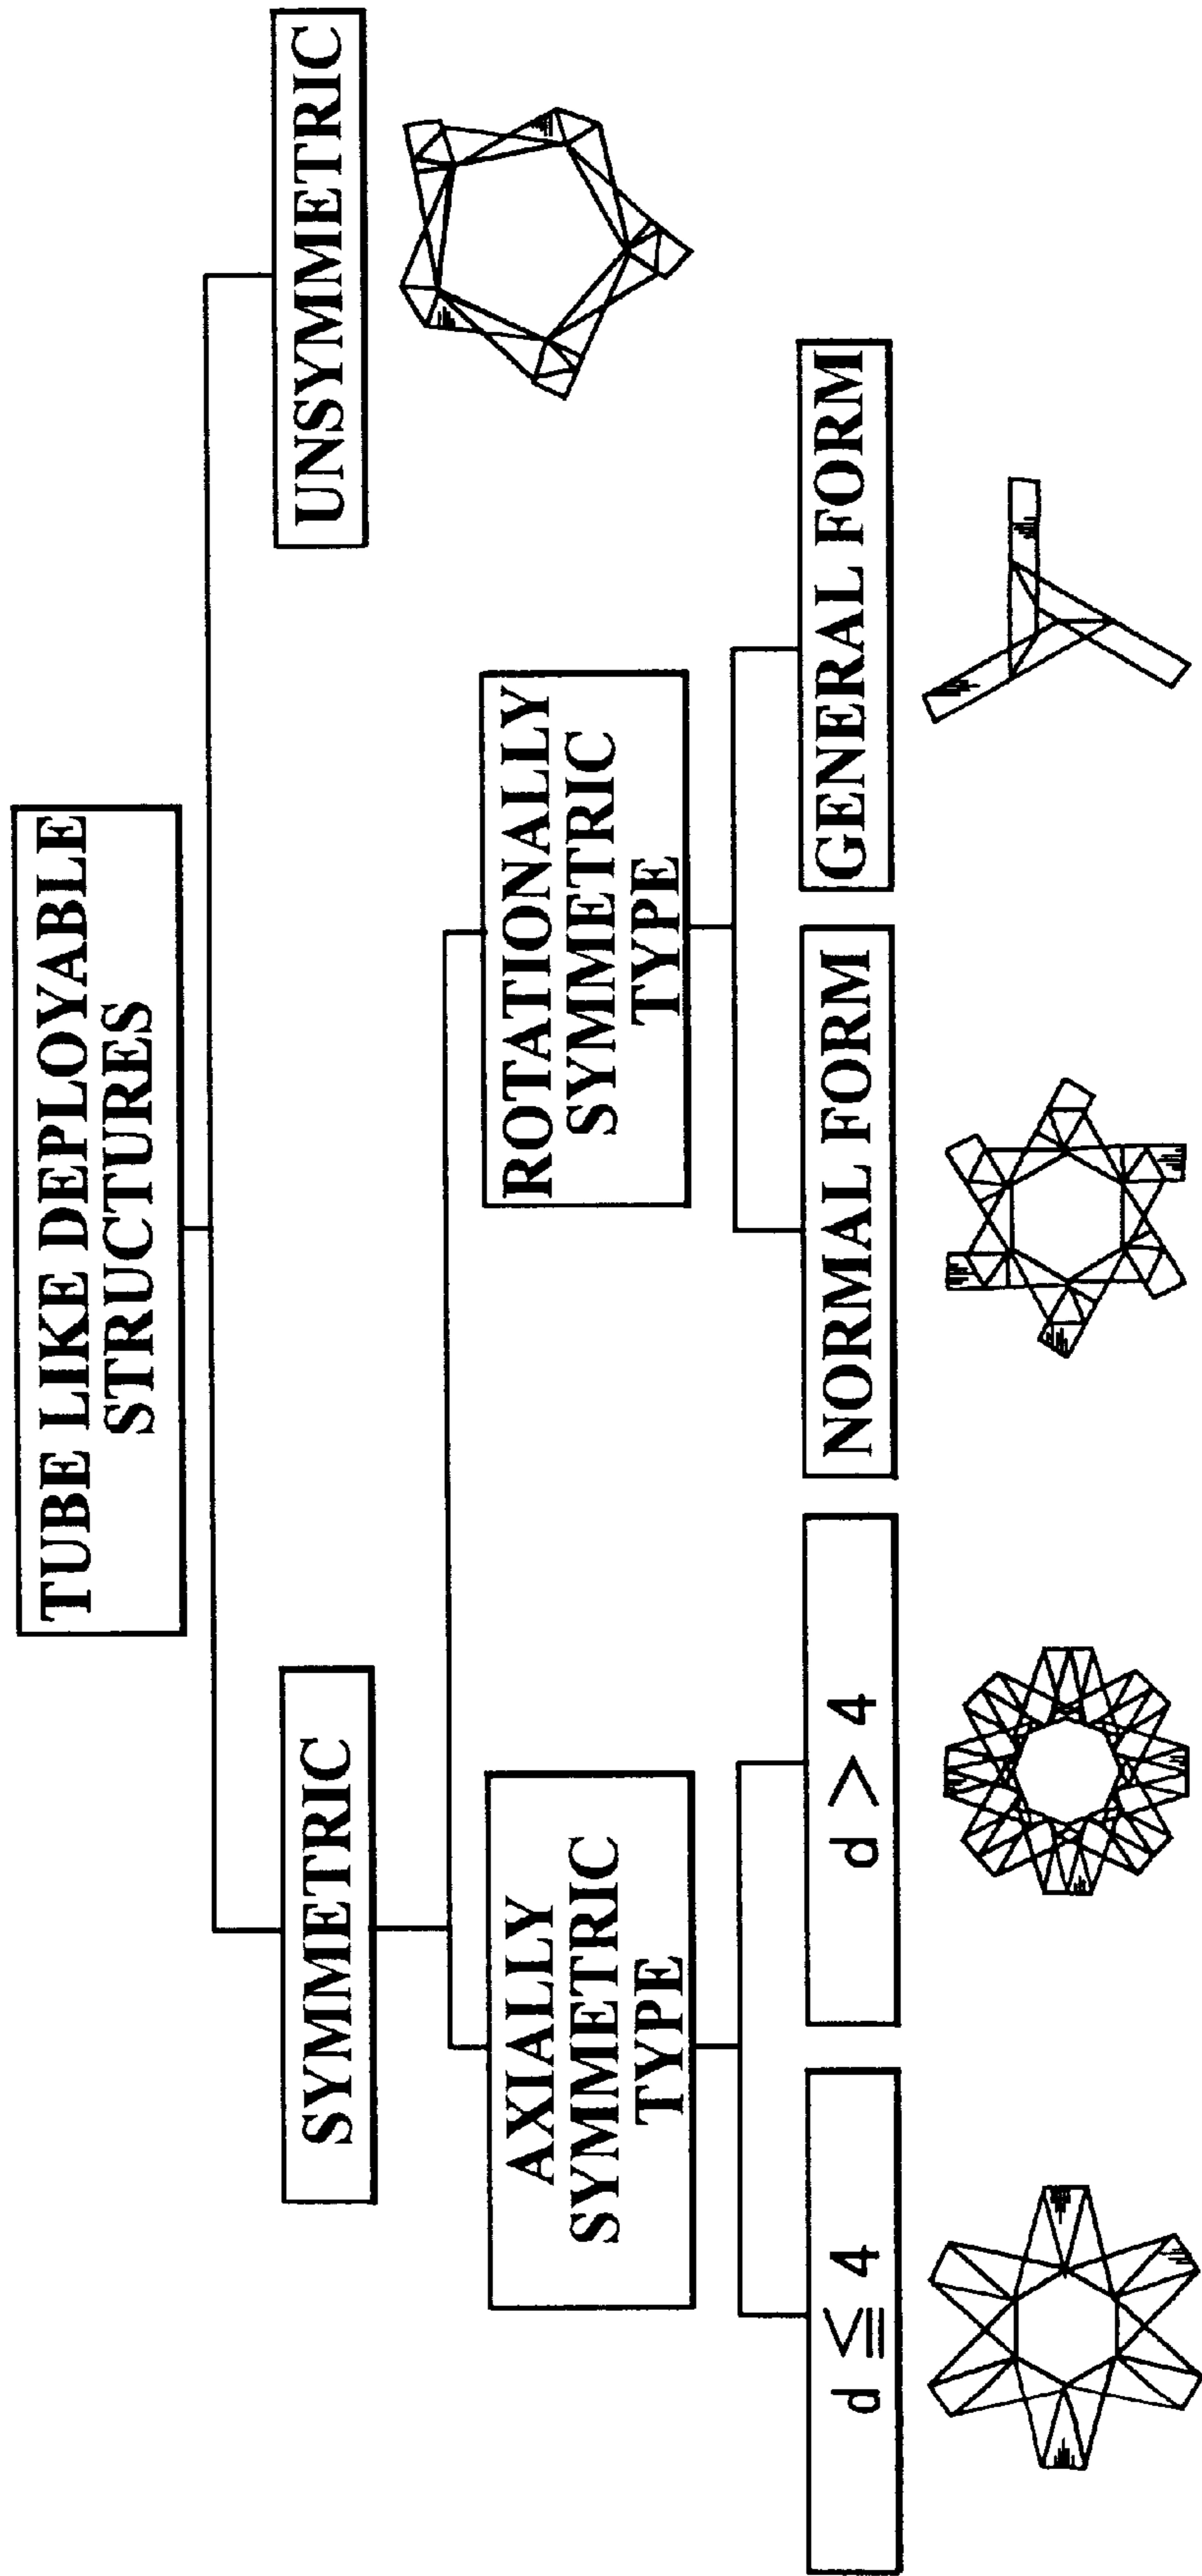 TUBE LIKE DEPLOYABLE
STRUCTURES
SYMMETRIC
UNSYMMETRIC
AXIALLY
SYMMETRIC
TYPE
ROTATIONALLY
SYMMETRIC
TYPE
d ≦ 4
d > 4
NORMAL FORM
GENERAL FORM